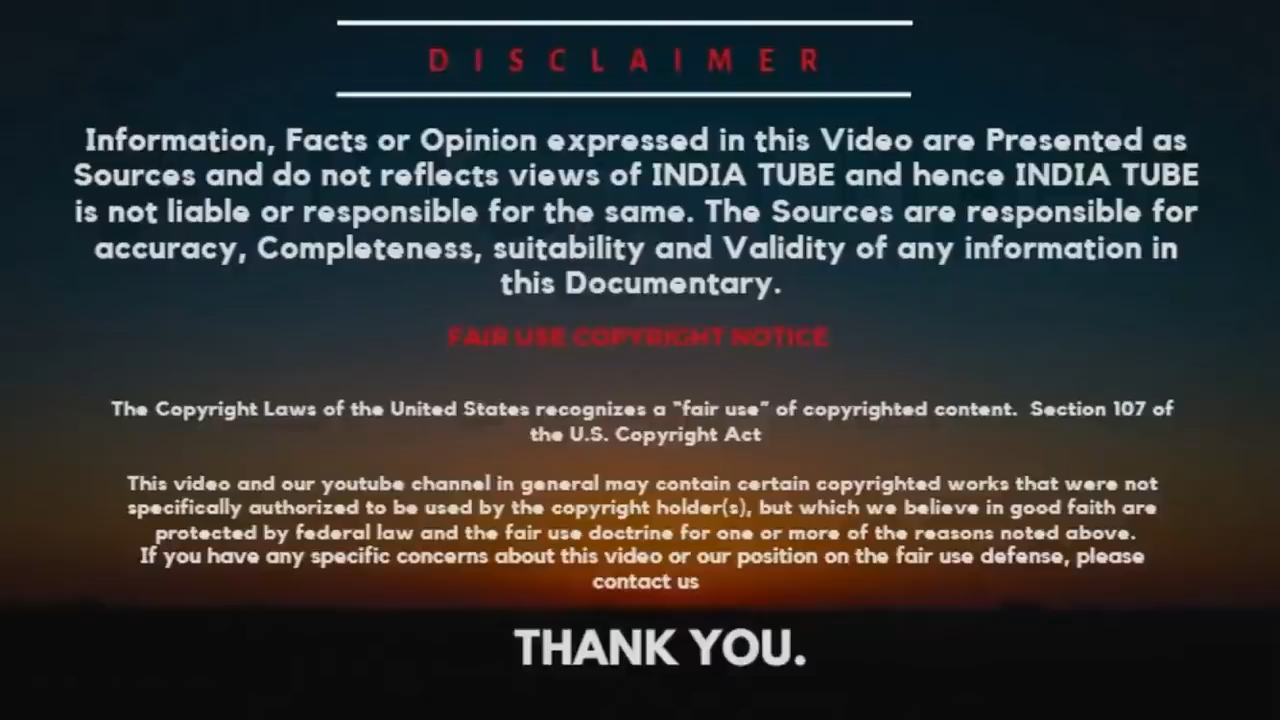 DISCLAIMER
Information, Facts or Opinion expressed in this Video are Presented as
Sources and do not reflects views of INDIA TUBE and hence INDIA TUBE
is not liable or responsible for the same. The Sources are responsible for
accuracy, Completeness, suitability and Validity of any information in
this Documentary.
FAIR USE COPYRIGHT NOTICE
The Copyright Laws of the United States recognizes a "fair use" of copyrighted content. Section 107 of
the U.S. Copyright Act
This video and our youtube channel in general may contain certain copyrighted works that were not
specifically authorized to be used by the copyright holder(s), but which we believe in good faith are
protected by federal law and the fair use doctrine for one or more of the reasons noted above.
If you have any specific concerns about this video or our position on the fair use defense, please
contact us
THANK YOU.